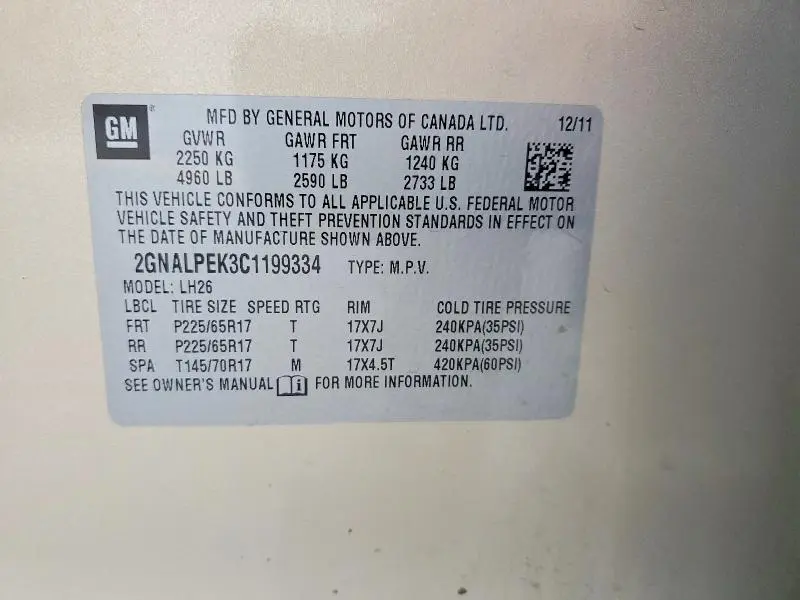 GM ® MFD BY GENERAL MOTORS OF CANADA LTD. 12/11
GVWR GAWR FRT GAWR RR
2250 KG 1175 KG 1240 KG
4960 LB 2590 LB 2733 LB
THIS VEHICLE CONFORMS TO ALL APPLICABLE U.S. FEDERAL MOTOR
VEHICLE SAFETY AND THEFT PREVENTION STANDARDS IN EFFECT ON
THE DATE OF MANUFACTURE SHOWN ABOVE.
2GNALPEK3C1199334 TYPE: M.P.V.
MODEL: LH26
LBCL TIRE SIZE SPEED RTG RIM COLD TIRE PRESSURE
FRT P225/65R17 T 17X7J 240KPA(35PSI)
RR P225/65R17 T 17X7J 240KPA(35PSI)
SPA T145/70R17 M 17X4.5T 420KPA(60PSI)
SEE OWNER'S MANUAL i FOR MORE INFORMATION.